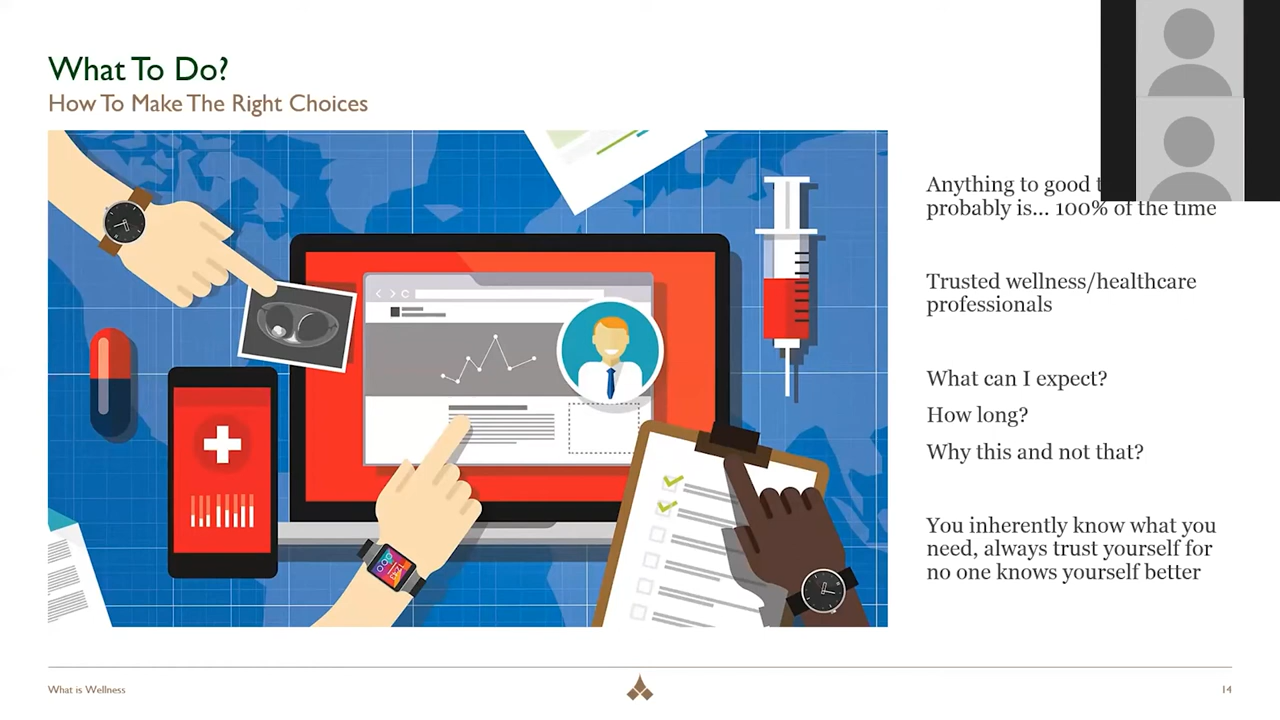 What To Do?
How To Make The Right Choices
Anything to good
probably is... 100% of the time
Trusted wellness/healthcare
professionals
What can I expect?
How long?
Why this and not that?
You inherently know what you
need, always trust yourself for
no one knows yourself better
What is Wellness
14